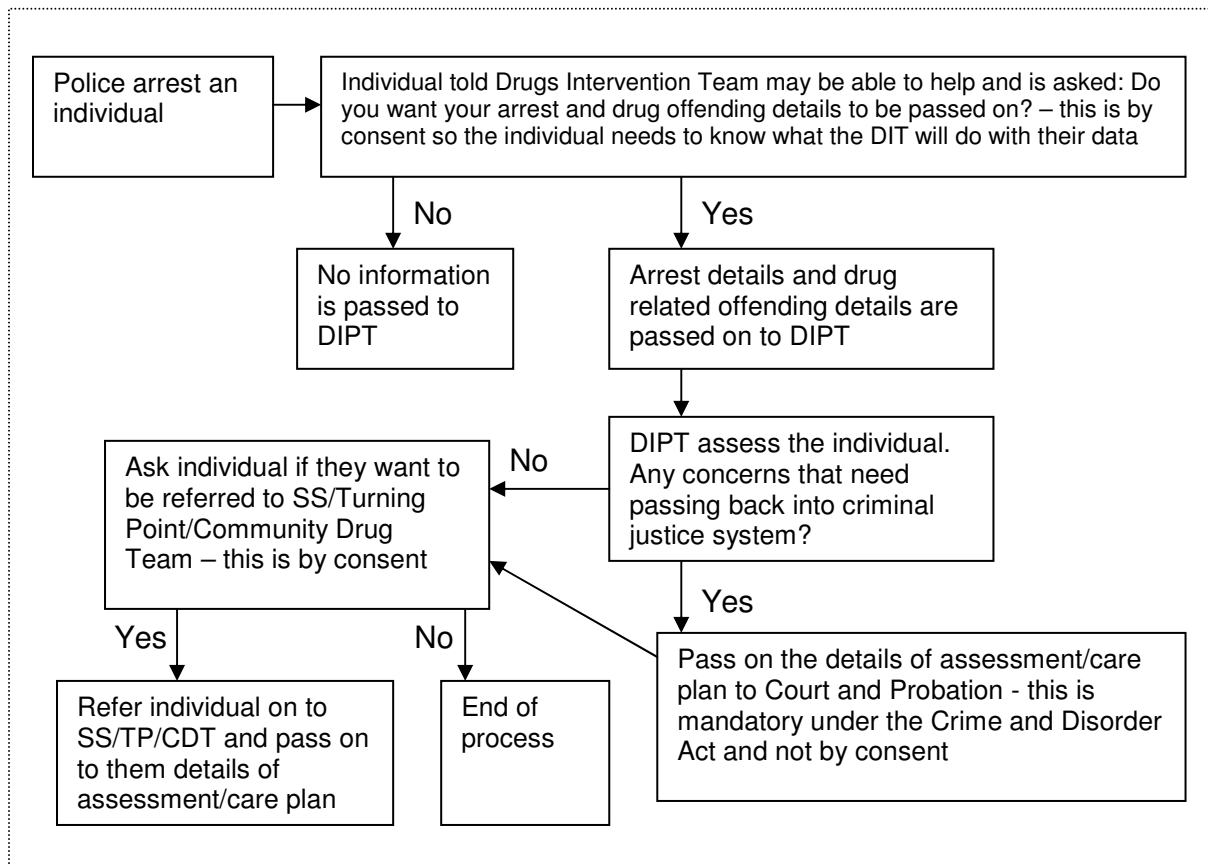 Police arrest an
individual
Individual told Drugs Intervention Team may be able to help and is asked: Do
you want your arrest and drug offending details to be passed on? – this is by
consent so the individual needs to know what the DIT will do with their data
No
Yes
No information
is passed to
DIPT
Arrest details and drug
related offending details are
passed on to DIPT
DIPT assess the individual.
Any concerns that need
passing back into criminal
justice system?
No
Ask individual if they want to
be referred to SS/Turning
Point/Community Drug
Team – this is by consent
Yes
Pass on the details of assessment/care
plan to Court and Probation - this is
mandatory under the Crime and Disorder
Act and not by consent
Yes
No
Refer individual on to
SS/TP/CDT and pass on
to them details of
assessment/care plan
End of
process